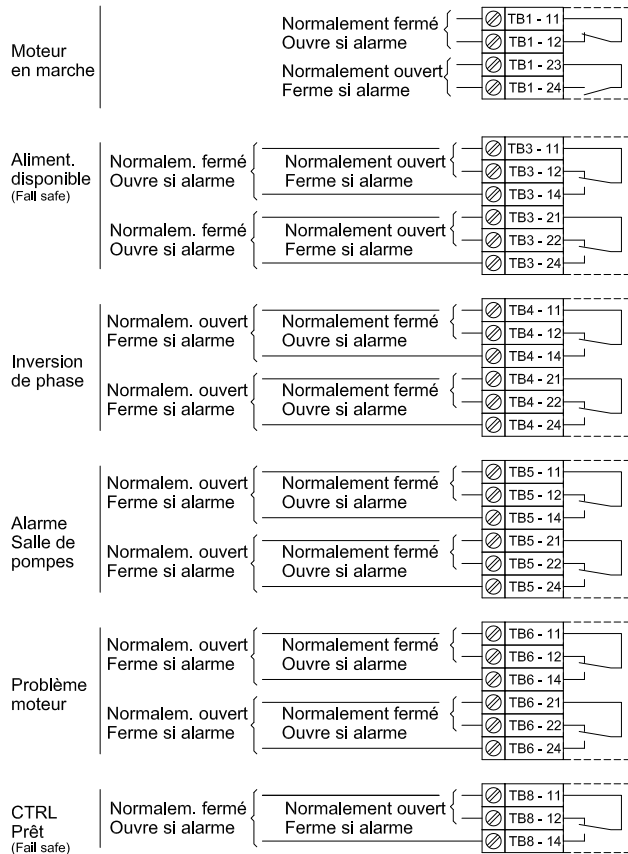 Moteur
en marche
Normalement fermé
Ouvre si alarme
Normalement ouvert
Ferme si alarme
TB1 - 11
TB1 - 12
TB1 - 23
TB1 - 24
Aliment.
disponible
(Fail safe)
Normalem. fermé
Ouvre si alarme
Normalement ouvert
Ferme si alarme
TB3 - 11
TB3 - 12
TB3 - 14
Normalem. fermé
Ouvre si alarme
Normalement ouvert
Ferme si alarme
TB3 - 21
TB3 - 22
TB3 - 24
Inversion
de phase
Normalem. ouvert
Ferme si alarme
Normalement fermé
Ouvre si alarme
TB4 - 11
TB4 - 12
TB4 - 14
Normalem. ouvert
Ferme si alarme
Normalement fermé
Ouvre si alarme
TB4 - 21
TB4 - 22
TB4 - 24
Alarme
Salle de
pompes
Normalem. ouvert
Ferme si alarme
Normalement fermé
Ouvre si alarme
TB5 - 11
TB5 - 12
TB5 - 14
Normalem. ouvert
Ferme si alarme
Normalement fermé
Ouvre si alarme
TB5 - 21
TB5 - 22
TB5 - 24
Problème
moteur
Normalem. ouvert
Ferme si alarme
Normalement fermé
Ouvre si alarme
TB6 - 11
TB6 - 12
TB6 - 14
Normalem. ouvert
Ferme si alarme
Normalement fermé
Ouvre si alarme
TB6 - 21
TB6 - 22
TB6 - 24
CTRL
Prêt
(Fail safe)
Normalem. fermé
Ouvre si alarme
Normalement ouvert
Ferme si alarme
TB8 - 11
TB8 - 12
TB8 - 14